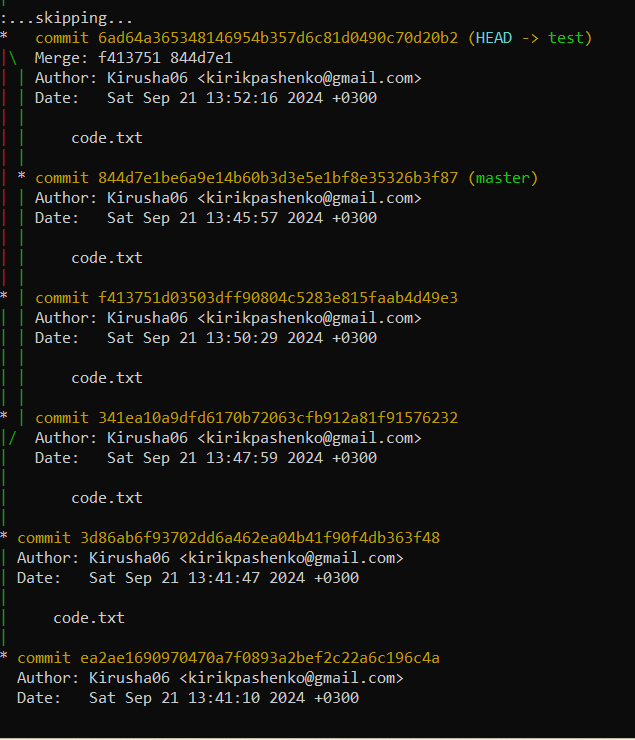 :...skipping...
*   commit 6ad64a365348146954b357d6c81d0490c70d20b2 (HEAD -> test)
|\  Merge: f413751 844d7e1
| | Author: Kirusha06 <kirikpashenko@gmail.com>
| | Date:   Sat Sep 21 13:52:16 2024 +0300
| |
| |     code.txt
| |
| * commit 844d7e1be6a9e14b60b3d3e5e1bf8e35326b3f87 (master)
| | Author: Kirusha06 <kirikpashenko@gmail.com>
| | Date:   Sat Sep 21 13:45:57 2024 +0300
| |
| |     code.txt
| |
* | commit f413751d03503dff90804c5283e815faab4d49e3
| | Author: Kirusha06 <kirikpashenko@gmail.com>
| | Date:   Sat Sep 21 13:50:29 2024 +0300
| |
| |     code.txt
| |
* | commit 341ea10a9dfd6170b72063cfb912a81f91576232
|/  Author: Kirusha06 <kirikpashenko@gmail.com>
|   Date:   Sat Sep 21 13:47:59 2024 +0300
|
|       code.txt
|
* commit 3d86ab6f93702dd6a462ea04b41f90f4db363f48
| Author: Kirusha06 <kirikpashenko@gmail.com>
| Date:   Sat Sep 21 13:41:47 2024 +0300
|
|     code.txt
|
* commit ea2ae1690970470a7f0893a2bef2c22a6c196c4a
  Author: Kirusha06 <kirikpashenko@gmail.com>
  Date:   Sat Sep 21 13:41:10 2024 +0300